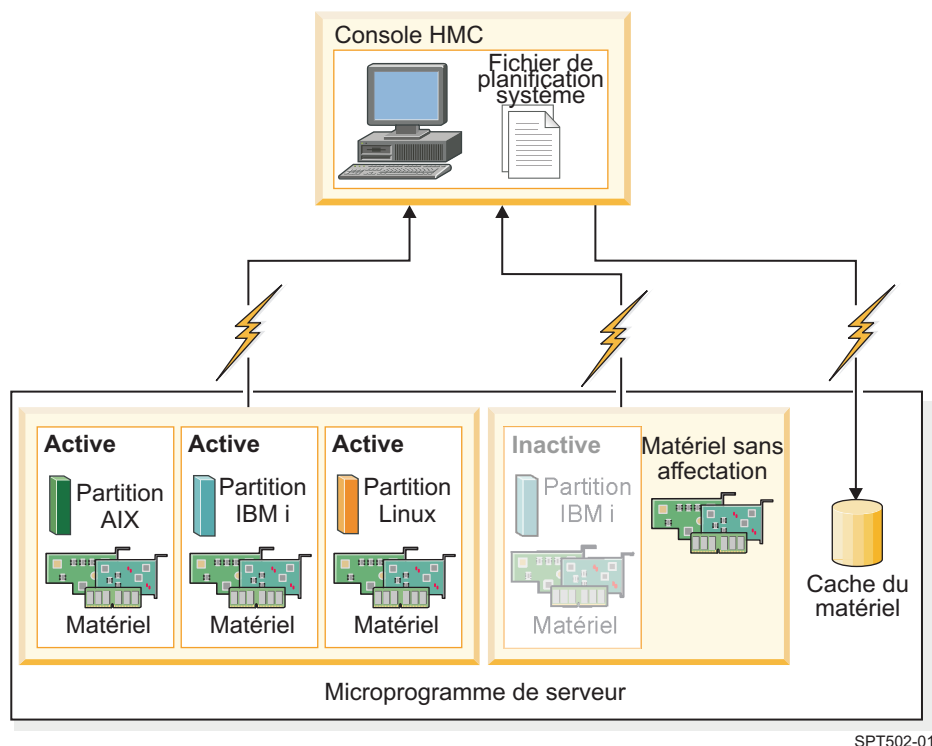 Console HMC
Fichier de
planification
système
Active
Partition
AIX
Matériel
Active
Partition
IBM i
Matériel
Active
Partition
Linux
Matériel
Inactive
Partition
IBM i
Matériel
Matériel sans
affectation
Cache du
matériel
Microprogramme de serveur
SPT502-01